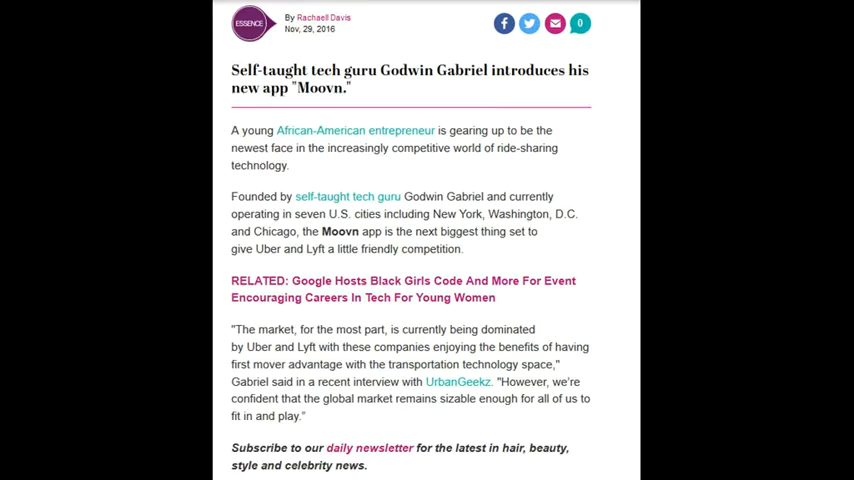 ESSENCE
By Rachaell Davis
Nov, 29, 2016
0
Self-taught tech guru Godwin Gabriel introduces his
new app "Moovn."
A young African-American entrepreneur is gearing up to be the
newest face in the increasingly competitive world of ride-sharing
technology.
Founded by self-taught tech guru Godwin Gabriel and currently
operating in seven U.S. cities including New York, Washington, D.C.
and Chicago, the Moovn app is the next biggest thing set to
give Uber and Lyft a little friendly competition.
RELATED: Google Hosts Black Girls Code And More For Event
Encouraging Careers In Tech For Young Women
"The market, for the most part, is currently being dominated
by Uber and Lyft with these companies enjoying the benefits of having
first mover advantage with the transportation technology space,"
Gabriel said in a recent interview with UrbanGeekz. "However, we're
confident that the global market remains sizable enough for all of us to
fit in and play."
Subscribe to our daily newsletter for the latest in hair, beauty,
style and celebrity news.